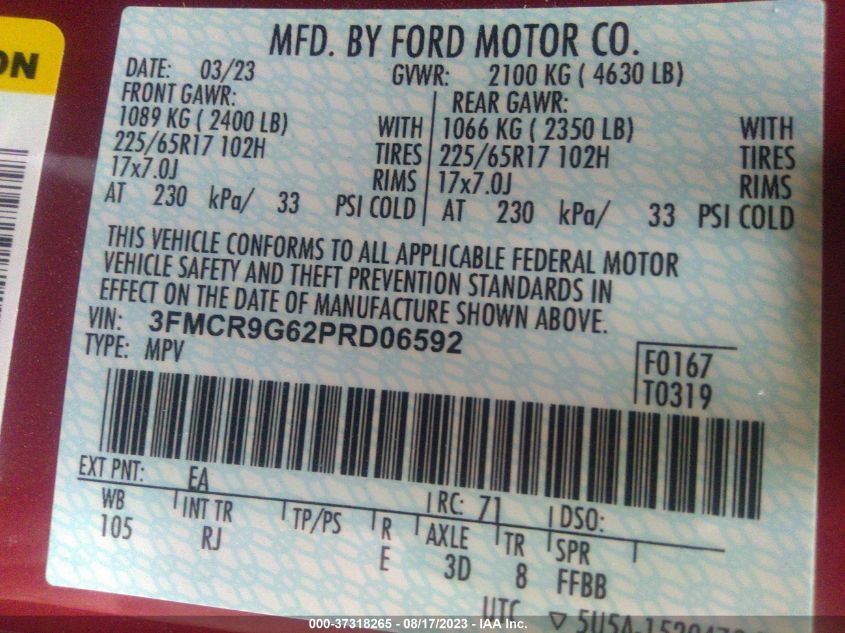 ON
MFD. BY FORD MOTOR CO.
DATE: 03/23 GVWR: 2100 KG ( 4630 LB)
FRONT GAWR: REAR GAWR:
1089 KG ( 2400 LB) WITH 1066 KG ( 2350 LB) WITH
225/65R17 102H TIRES 225/65R17 102H TIRES
17x7.0J RIMS 17x7.0J RIMS
AT 230 kPa/ 33 PSI COLD AT 230 kPa/ 33 PSI COLD
THIS VEHICLE CONFORMS TO ALL APPLICABLE FEDERAL MOTOR
VEHICLE SAFETY AND THEFT PREVENTION STANDARDS IN
EFFECT ON THE DATE OF MANUFACTURE SHOWN ABOVE.
VIN: 3FMCR9G62PRD06592
TYPE: MPV
F0167
T0319
EXT PNT: EA RC: 71 DSO:
WB INT TR TP/PS R AXLE TR SPR
105 RJ E 3D 8 FFBB
UTC
000-37318265 - 08/17/2023 - IAA Inc.